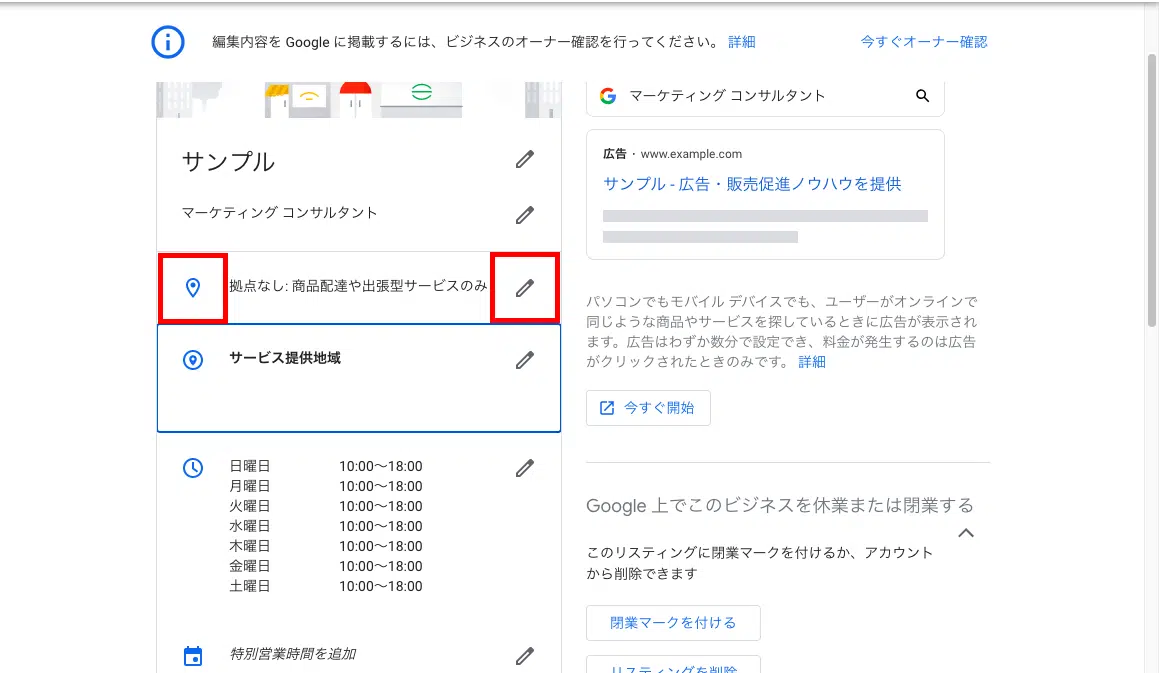 編集内容を Google に掲載するには、ビジネスのオーナー確認を行ってください。 詳細
今すぐオーナー確認
サンプル
マーケティング コンサルタント
拠点なし: 商品配達や出張型サービスのみ
サービス提供地域
日曜日 10:00～18:00
月曜日 10:00～18:00
火曜日 10:00～18:00
水曜日 10:00～18:00
木曜日 10:00～18:00
金曜日 10:00～18:00
土曜日 10:00～18:00
特別営業時間を追加
マーケティング コンサルタント
広告・www.example.com
サンプル - 広告・販売促進ノウハウを提供
パソコンでもモバイル デバイスでも、ユーザーがオンラインで
同じような商品やサービスを探しているときに広告が表示され
ます。広告はわずか数分で設定でき、料金が発生するのは広告
がクリックされたときのみです。 詳細
今すぐ開始
Google 上でこのビジネスを休業または閉業する
このリスティングに閉業マークを付けるか、アカウント
から削除できます
閉業マークを付ける
リスティングを削除